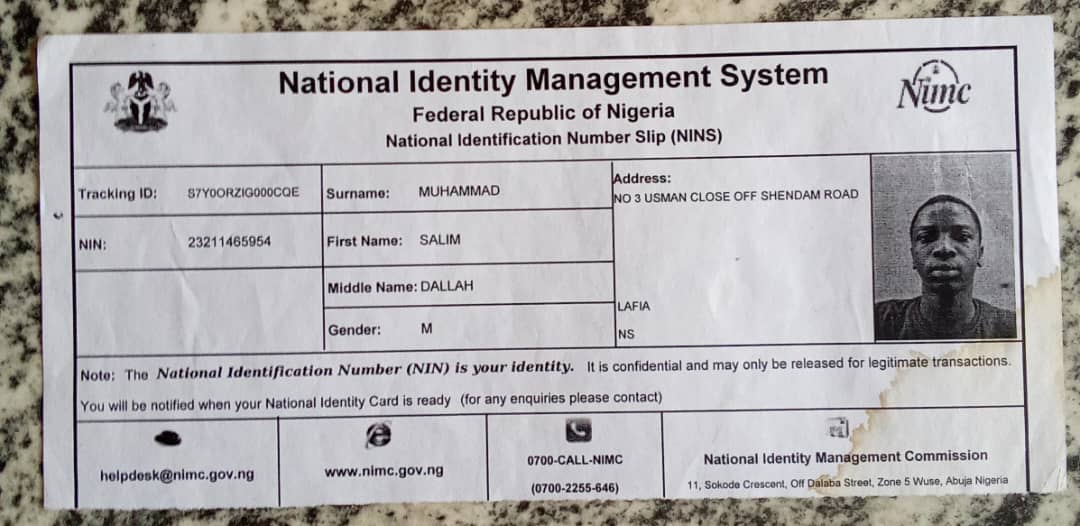 National Identity Management System
Federal Republic of Nigeria
National Identification Number Slip (NINS)
Nimc
Tracking ID: S7Y0ORZIG000CQE
Surname: MUHAMMAD
Address:
NO 3 USMAN CLOSE OFF SHENDAM ROAD
NIN: 23211465954
First Name: SALIM
Middle Name: DALLAH
LAFIA
Gender: M
NS
Note: The National Identification Number (NIN) is your identity. It is confidential and may only be released for legitimate transactions.
You will be notified when your National Identity Card is ready (for any enquiries please contact)
helpdesk@nimc.gov.ng
www.nimc.gov.ng
0700-CALL-NIMC
(0700-2255-646)
National Identity Management Commission
11, Sokode Crescent, Off Dalaba Street, Zone 5 Wuse, Abuja Nigeria